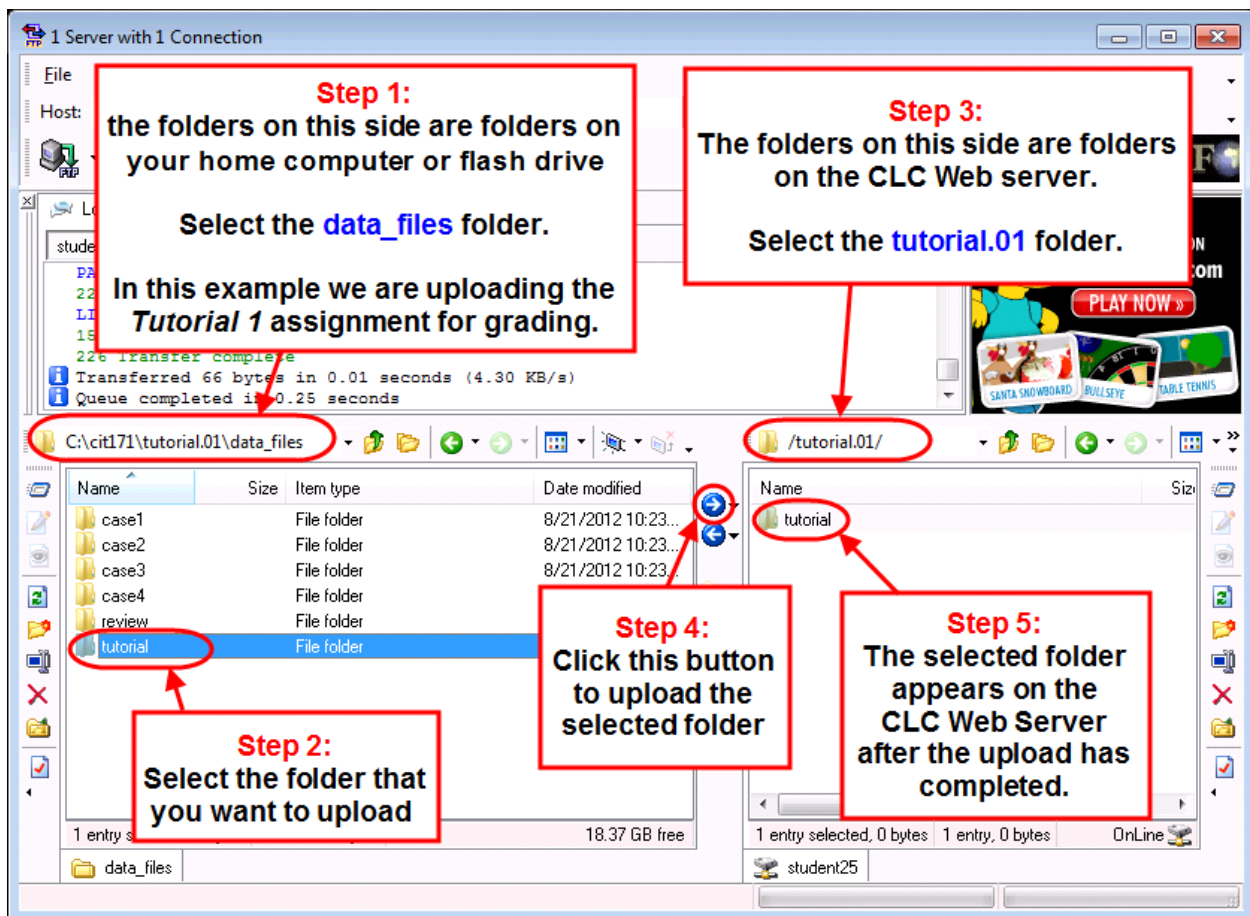 1 Server with 1 Connection
File
Host:
Step 1:
the folders on this side are folders on
your home computer or flash drive
Select the data_files folder.
In this example we are uploading the
Tutorial 1 assignment for grading.
Step 3:
The folders on this side are folders
on the CLC Web server.
Select the tutorial.01 folder.
226 Transfer complete
Transferred 66 bytes in 0.01 seconds (4.30 KB/s)
Queue completed in 0.25 seconds
PLAY NOW »
SANTA SNOWBOARD
BULLSEYE
TABLE TENNIS
C:\cit171\tutorial.01\data_files
/tutorial.01/
Name Size Item type Date modified
case1 File folder 8/21/2012 10:23...
case2 File folder 8/21/2012 10:23...
case3 File folder 8/21/2012 10:23...
case4 File folder
review File folder
tutorial File folder
Name
tutorial
Step 4:
Click this button
to upload the
selected folder
Step 5:
The selected folder
appears on the
CLC Web Server
after the upload has
completed.
Step 2:
Select the folder that
you want to upload
1 entry
18.37 GB free
1 entry selected, 0 bytes 1 entry, 0 bytes OnLine
data_files
student25